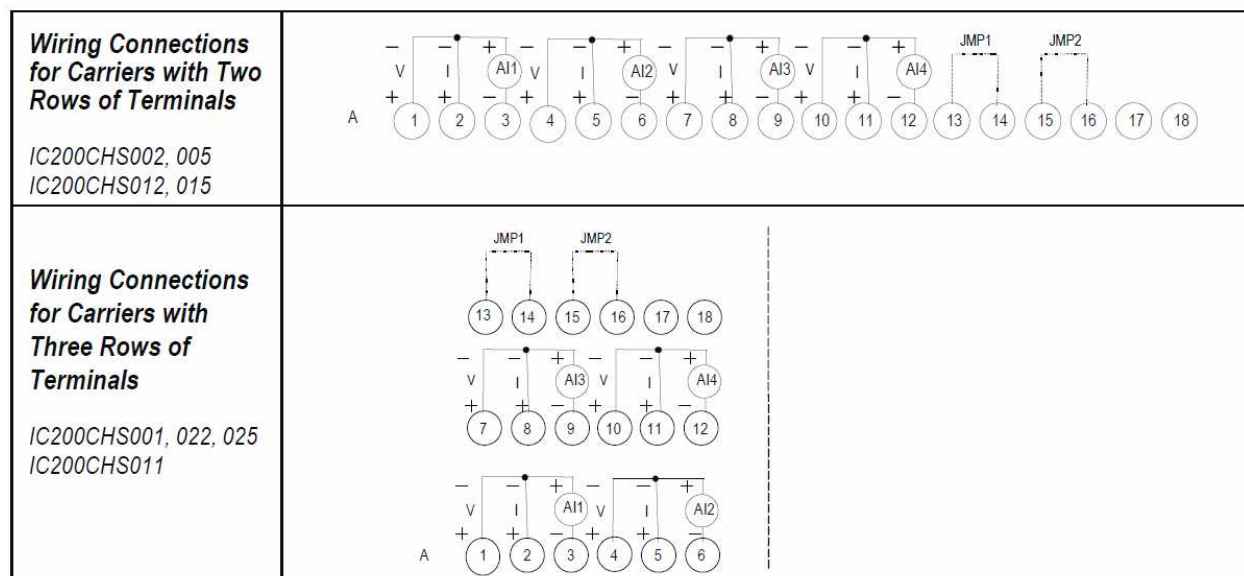 Wiring Connections
for Carriers with Two
Rows of Terminals
IC200CHS002, 005
IC200CHS012, 015
JMP1 JMP2
− − + − − + − − + − − +
V I AI1 V I AI2 V I AI3 V I AI4
+ + − + + − + + − + + −
A 1 2 3 4 5 6 7 8 9 10 11 12 13 14 15 16 17 18
Wiring Connections
for Carriers with
Three Rows of
Terminals
IC200CHS001, 022, 025
IC200CHS011
JMP1 JMP2
13 14 15 16 17 18
− − + − − +
V I AI3 V I AI4
+ + − + + −
7 8 9 10 11 12
− − + − − +
V I AI1 V I AI2
+ + − + + −
A 1 2 3 4 5 6